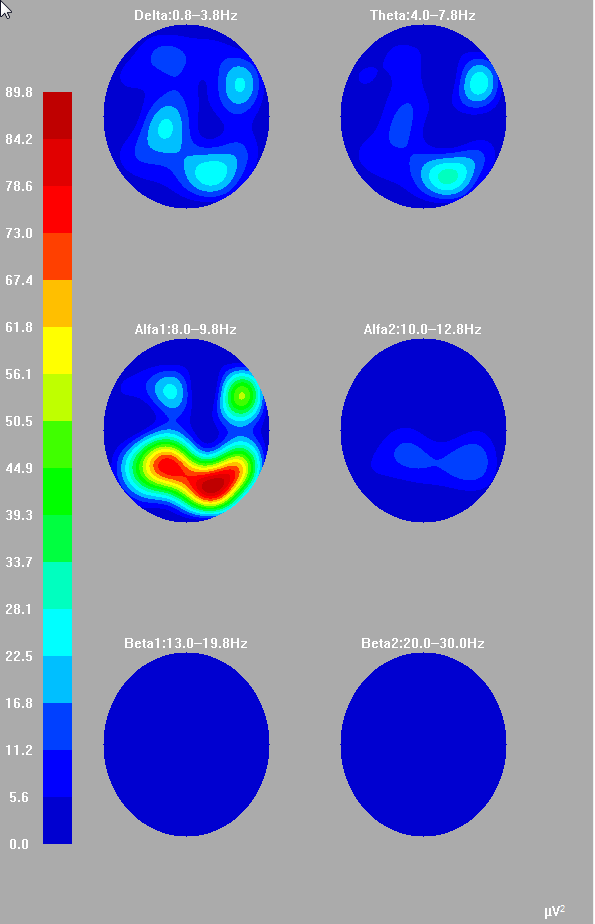 Delta:0.8–3.8Hz
Theta:4.0–7.8Hz
89.8
84.2
78.6
73.0
67.4
61.8
56.1
50.5
44.9
39.3
33.7
28.1
22.5
16.8
11.2
5.6
0.0
Alfa1:8.0–9.8Hz
Alfa2:10.0–12.8Hz
Beta1:13.0–19.8Hz
Beta2:20.0–30.0Hz
µV²